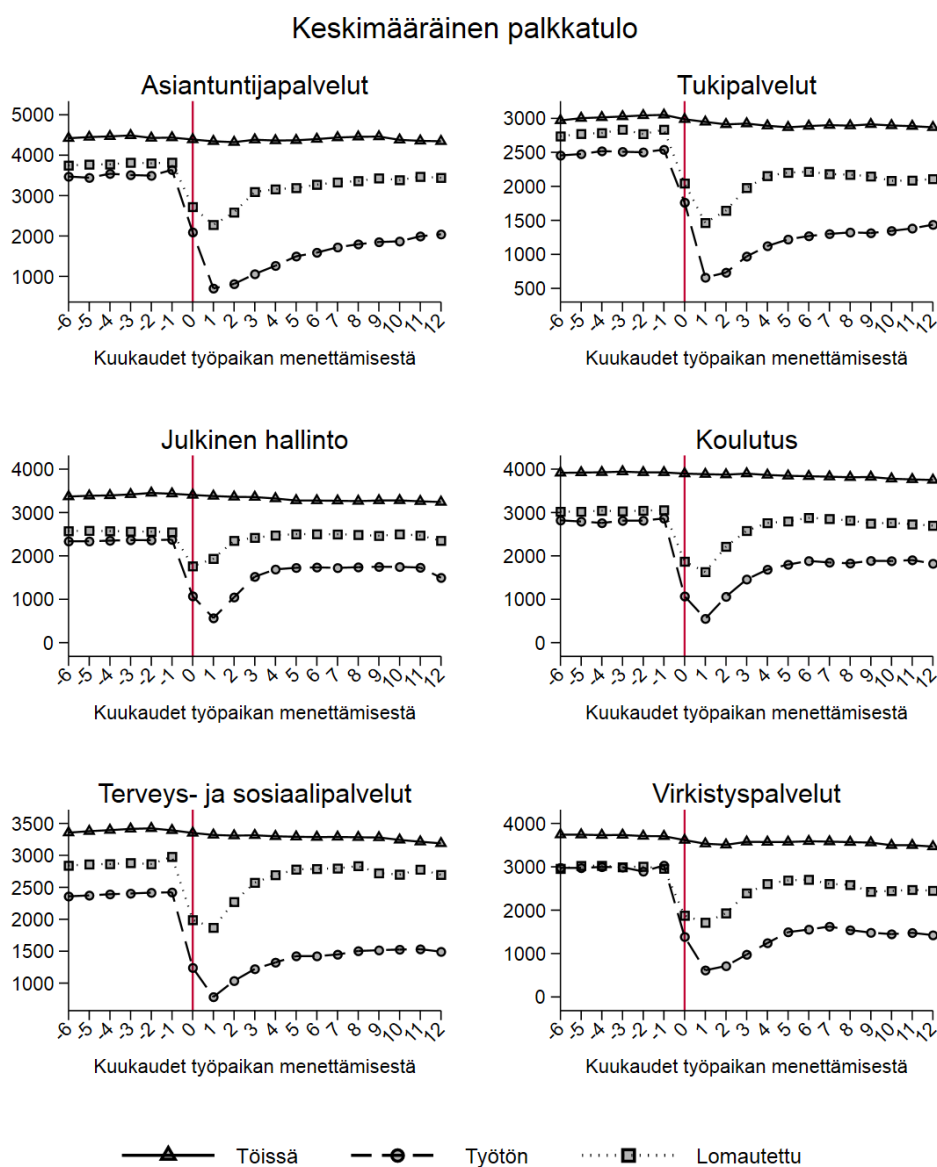 Keskimääräinen palkkatulo
Asiantuntijapalvelut
5000
4000
3000
2000
1000
-6 -5 -4 -3 -2 -1 0 1 2 3 4 5 6 7 8 9 10 11 12
Kuukaudet työpaikan menettämisestä
Tukipalvelut
3000
2500
2000
1500
1000
500
-6 -5 -4 -3 -2 -1 0 1 2 3 4 5 6 7 8 9 10 11 12
Kuukaudet työpaikan menettämisestä
Julkinen hallinto
4000
3000
2000
1000
0
-6 -5 -4 -3 -2 -1 0 1 2 3 4 5 6 7 8 9 10 11 12
Kuukaudet työpaikan menettämisestä
Koulutus
4000
3000
2000
1000
0
-6 -5 -4 -3 -2 -1 0 1 2 3 4 5 6 7 8 9 10 11 12
Kuukaudet työpaikan menettämisestä
Terveys- ja sosiaalipalvelut
3500
3000
2500
2000
1500
1000
-6 -5 -4 -3 -2 -1 0 1 2 3 4 5 6 7 8 9 10 11 12
Kuukaudet työpaikan menettämisestä
Virkistyspalvelut
4000
3000
2000
1000
0
-6 -5 -4 -3 -2 -1 0 1 2 3 4 5 6 7 8 9 10 11 12
Kuukaudet työpaikan menettämisestä
Töissä Työtön Lomautettu